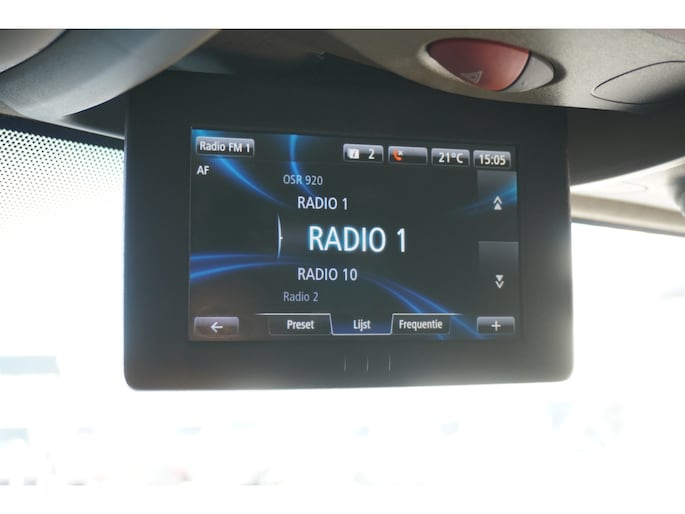 Radio FM 1
2
21°C
15:05
AF
OSR 920
RADIO 1
RADIO 1
RADIO 10
Radio 2
Preset
Lijst
Frequentie
+